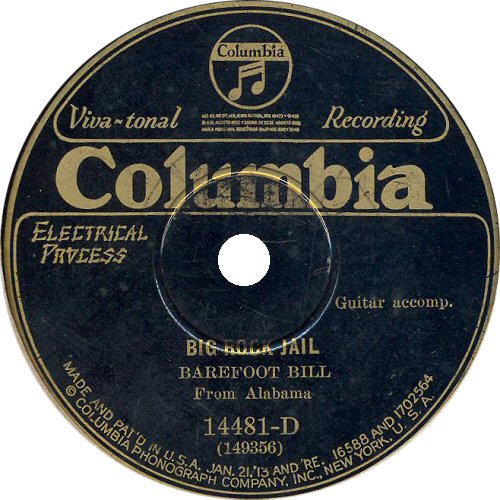 Columbia
Viva-tonal Recording
Columbia
ELECTRICAL
PROCESS
Guitar accomp.
BIG ROCK JAIL
BAREFOOT BILL
From Alabama
14481-D
(149356)
MADE AND PAT'D IN U.S.A. JAN. 21,'13 AND 'RE. 16588 AND 1702564
© COLUMBIA PHONOGRAPH COMPANY, INC., NEW YORK, U.S.A.